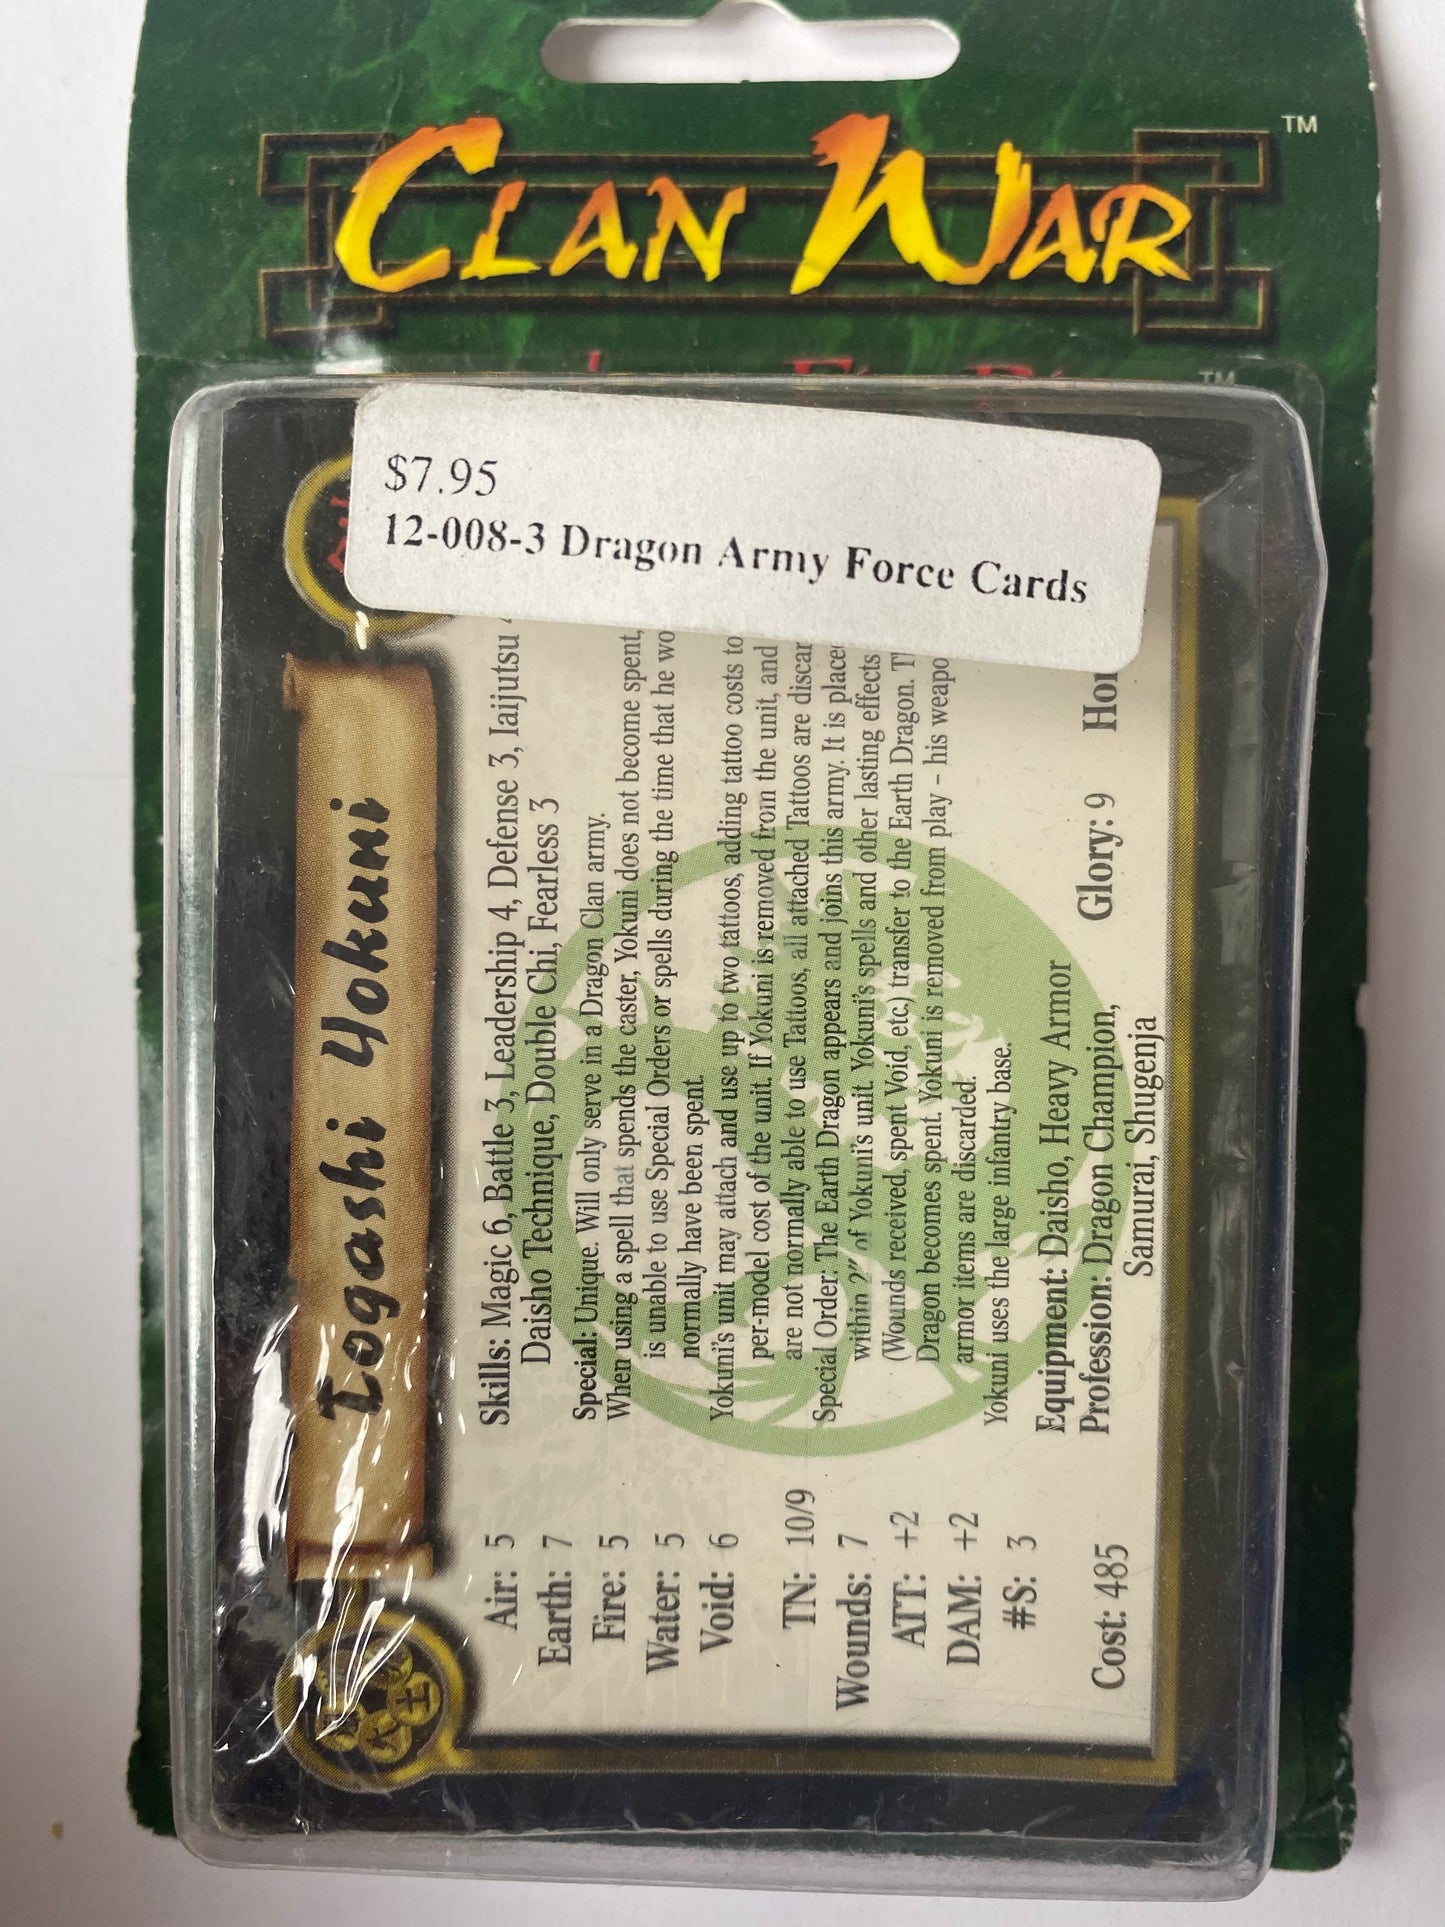 CLAN WAR
TM
TM
$7.95
12-008-3 Dragon Army Force Cards
Togashi Yokuni
Air: 5
Earth: 7
Fire: 5
Water: 5
Void: 6
TN: 10/9
Wounds: 7
ATT: +2
DAM: +2
#S: 3
Cost: 485
Skills: Magic 6, Battle 3, Leadership 4, Defense 3, Iaijutsu
Daisho Technique, Double Chi, Fearless 3
Special: Unique. Will only serve in a Dragon Clan army.
When using a spell that spends the caster, Yokuni does not become spent,
is unable to use Special Orders or spells during the time that he
normally have been spent.
Yokuni's unit may attach and use up to two tattoos, adding tattoo costs to
per-model cost of the unit. If Yokuni is removed from the unit, and
are not normally able to use Tattoos, all attached Tattoos are
Special Order: The Earth Dragon appears and joins this army. It is
within 2" of Yokuni's unit. Yokuni's spells and other lasting effects
(Wounds received, spent Void, etc.) transfer to the Earth Dragon.
Dragon becomes spent. Yokuni is removed from play - his
armor items are discarded.
Yokuni uses the large infantry base.
Equipment: Daisho, Heavy Armor
Profession: Dragon Champion, Glory: 9
Samurai, Shugenja